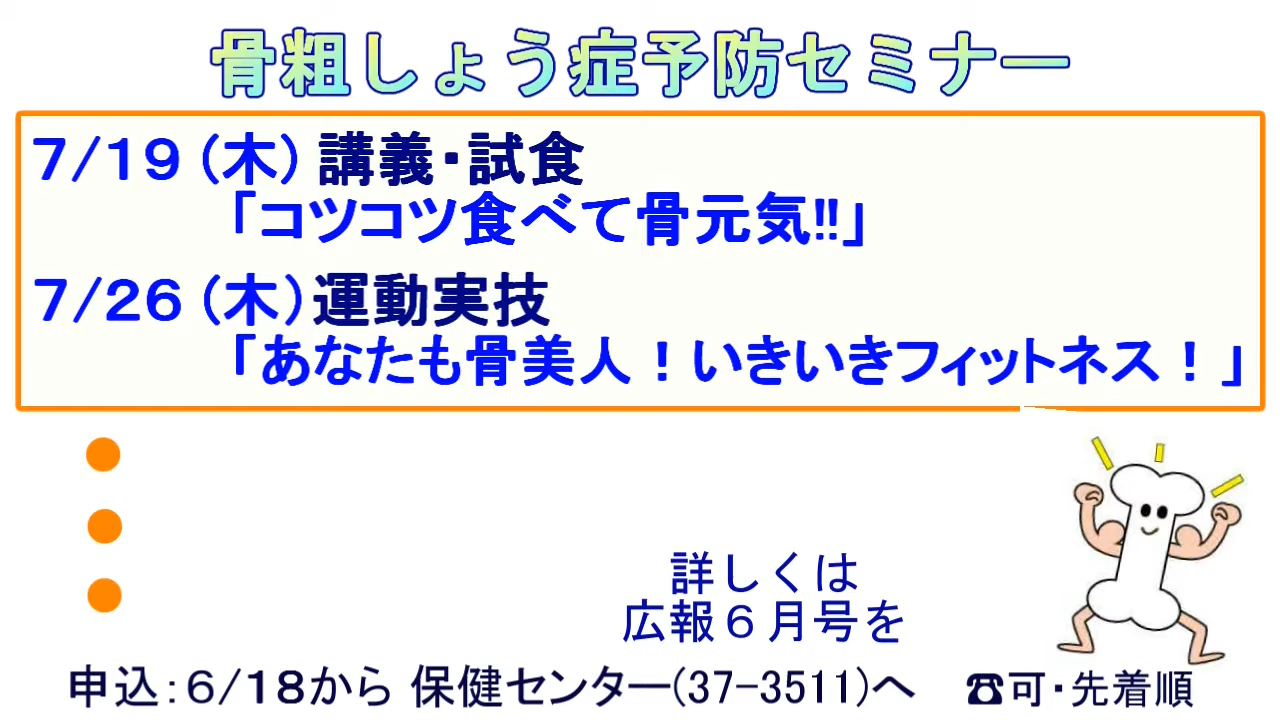 骨粗しょう症予防セミナー
7/19（木）講義・試食
「コツコツ食べて骨元気‼」
7/26（木）運動実技
「あなたも骨美人！いきいきフィットネス！」
詳しくは
広報６月号を
申込：６/１８から 保健センター(37-3511)へ　☎可・先着順